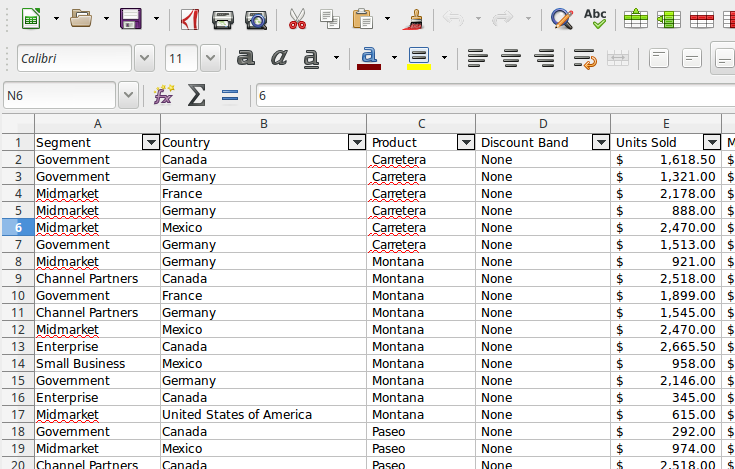 Abc
Calibri 11 a a a a
N6 fx Σ = 6
A B C D E
1 Segment Country Product Discount Band Units Sold M
2 Government Canada Carretera None $ 1,618.50 $
3 Government Germany Carretera None $ 1,321.00 $
4 Midmarket France Carretera None $ 2,178.00 $
5 Midmarket Germany Carretera None $ 888.00 $
6 Midmarket Mexico Carretera None $ 2,470.00 $
7 Government Germany Carretera None $ 1,513.00 $
8 Midmarket Germany Montana None $ 921.00 $
9 Channel Partners Canada Montana None $ 2,518.00 $
10 Government France Montana None $ 1,899.00 $
11 Channel Partners Germany Montana None $ 1,545.00 $
12 Midmarket Mexico Montana None $ 2,470.00 $
13 Enterprise Canada Montana None $ 2,665.50 $
14 Small Business Mexico Montana None $ 958.00 $
15 Government Germany Montana None $ 2,146.00 $
16 Enterprise Canada Montana None $ 345.00 $
17 Midmarket United States of America Montana None $ 615.00 $
18 Government Canada Paseo None $ 292.00 $
19 Midmarket Mexico Paseo None $ 974.00 $
20 Channel Partners Canada Paseo None $ 2,518.00 $